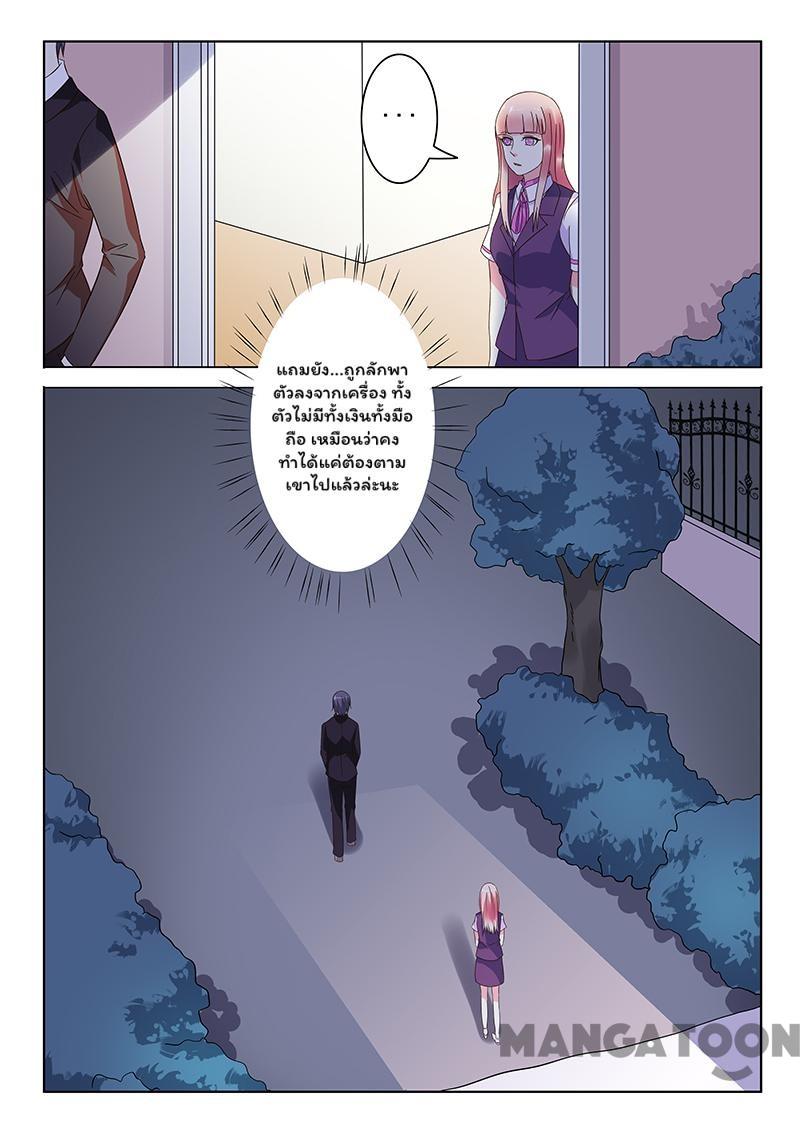 ...
แถมยัง...ถูกลักพา
ตัวลงจากเครื่อง ทั้ง
ตัวไม่มีทั้งเงินทั้งมือ
ถือ เหมือนว่าคง
ทำได้แค่ต้องตาม
เขาไปแล้วล่ะนะ
MANGATOON